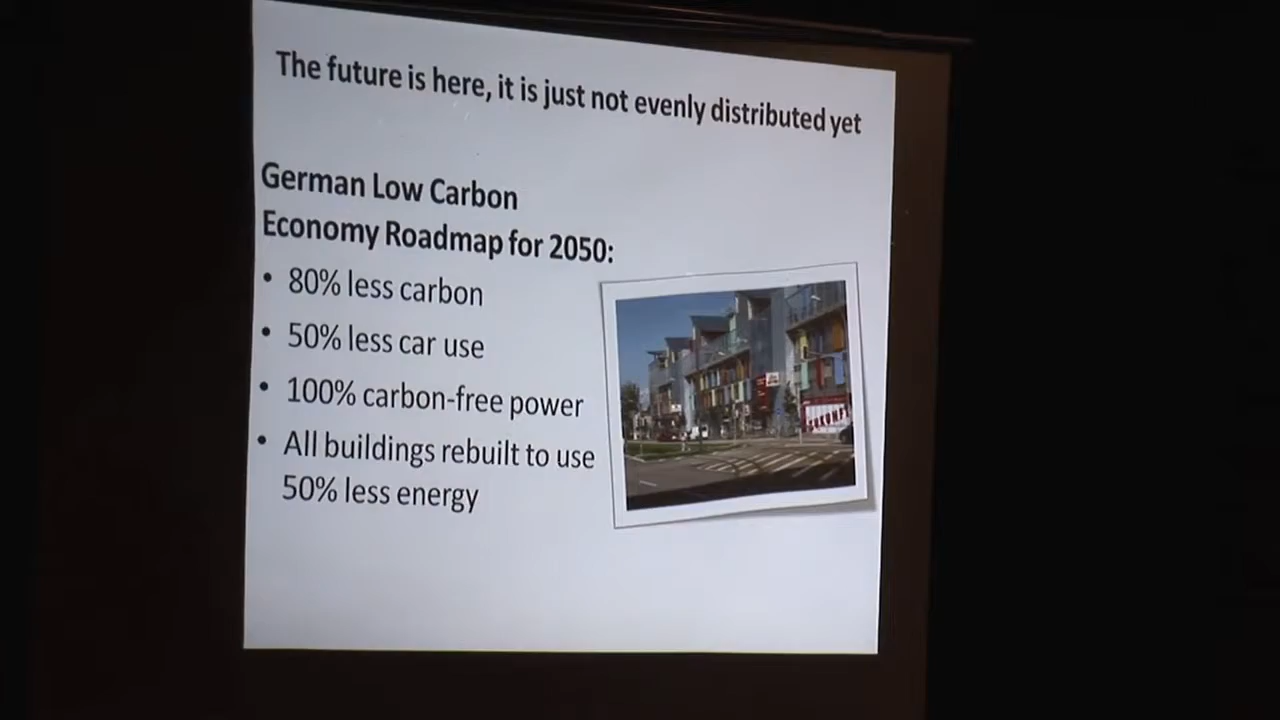 The future is here, it is just not evenly distributed yet
German Low Carbon
Economy Roadmap for 2050:
• 80% less carbon
• 50% less car use
• 100% carbon-free power
• All buildings rebuilt to use
50% less energy